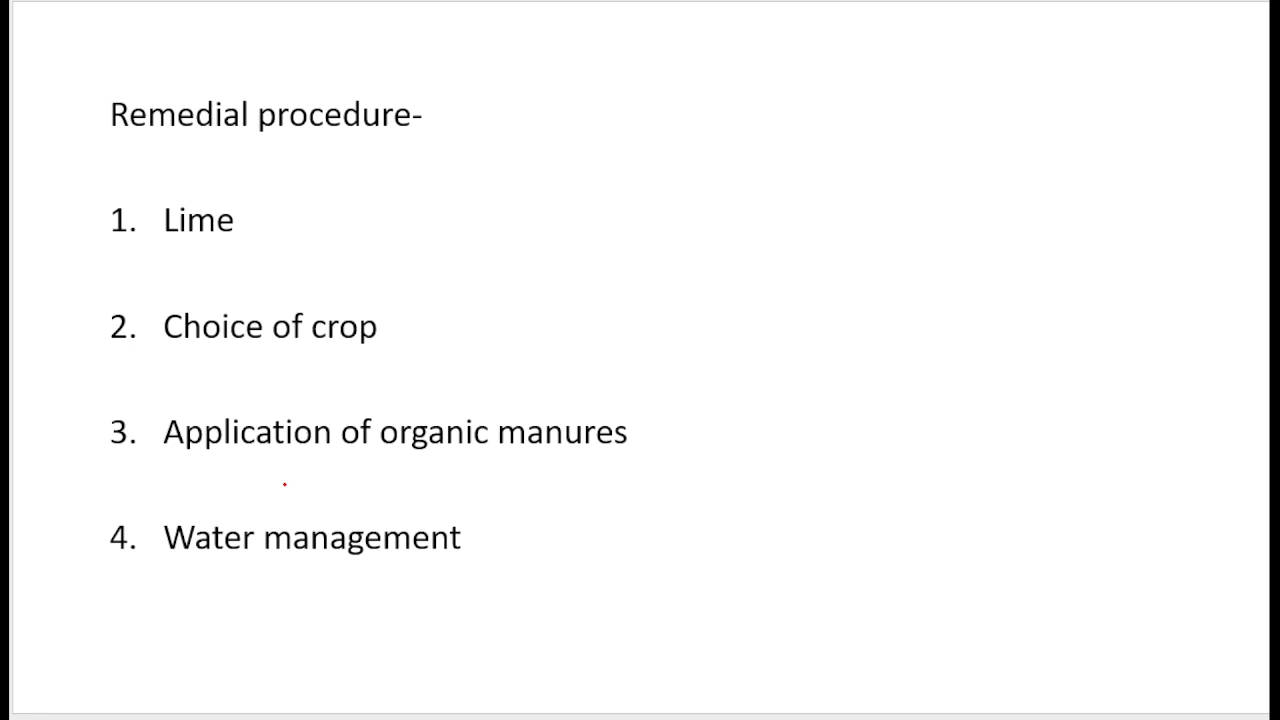 Remedial procedure-
1. Lime
2. Choice of crop
3. Application of organic manures
4. Water management